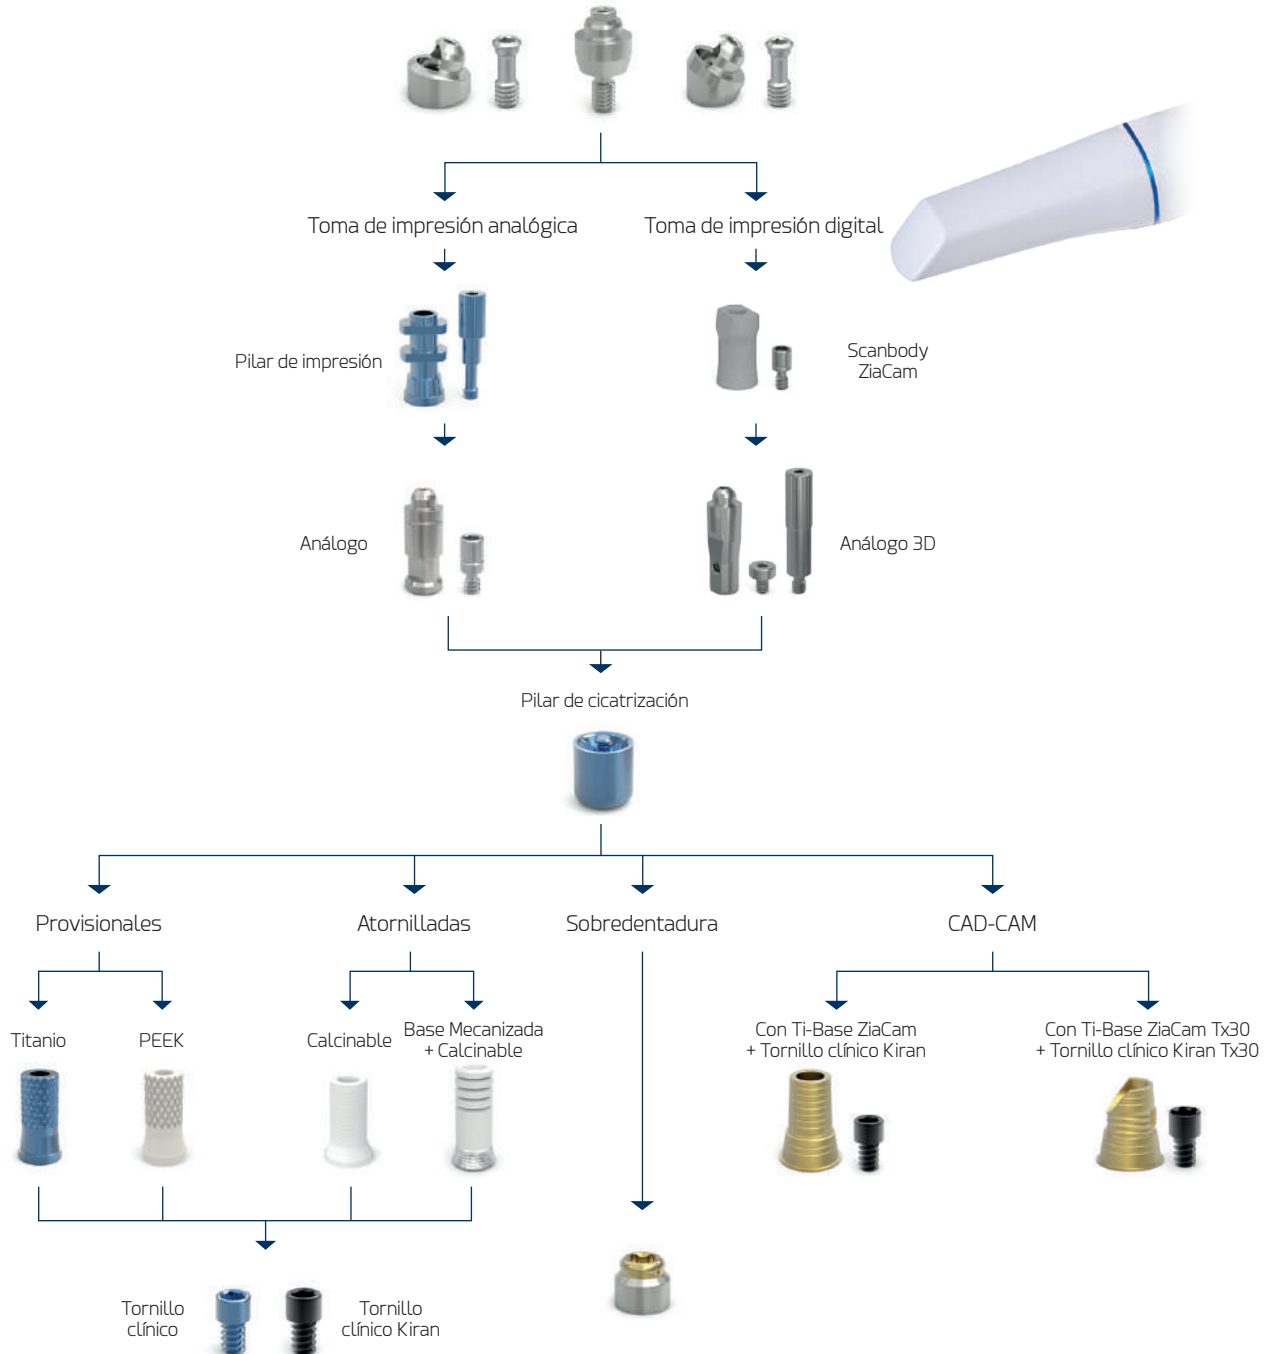 Toma de impresión analógica
Toma de impresión digital
Pilar de impresión
Scanbody
ZiaCam
Análogo
Análogo 3D
Pilar de cicatrización
Provisionales
Atornilladas
Sobredentadura
CAD-CAM
Titanio
PEEK
Calcinable
Base Mecanizada
+ Calcinable
Con Ti-Base ZiaCam
+ Tornillo clínico Kiran
Con Ti-Base ZiaCam Tx30
+ Tornillo clínico Kiran Tx30
Tornillo
clínico
Tornillo
clínico Kiran